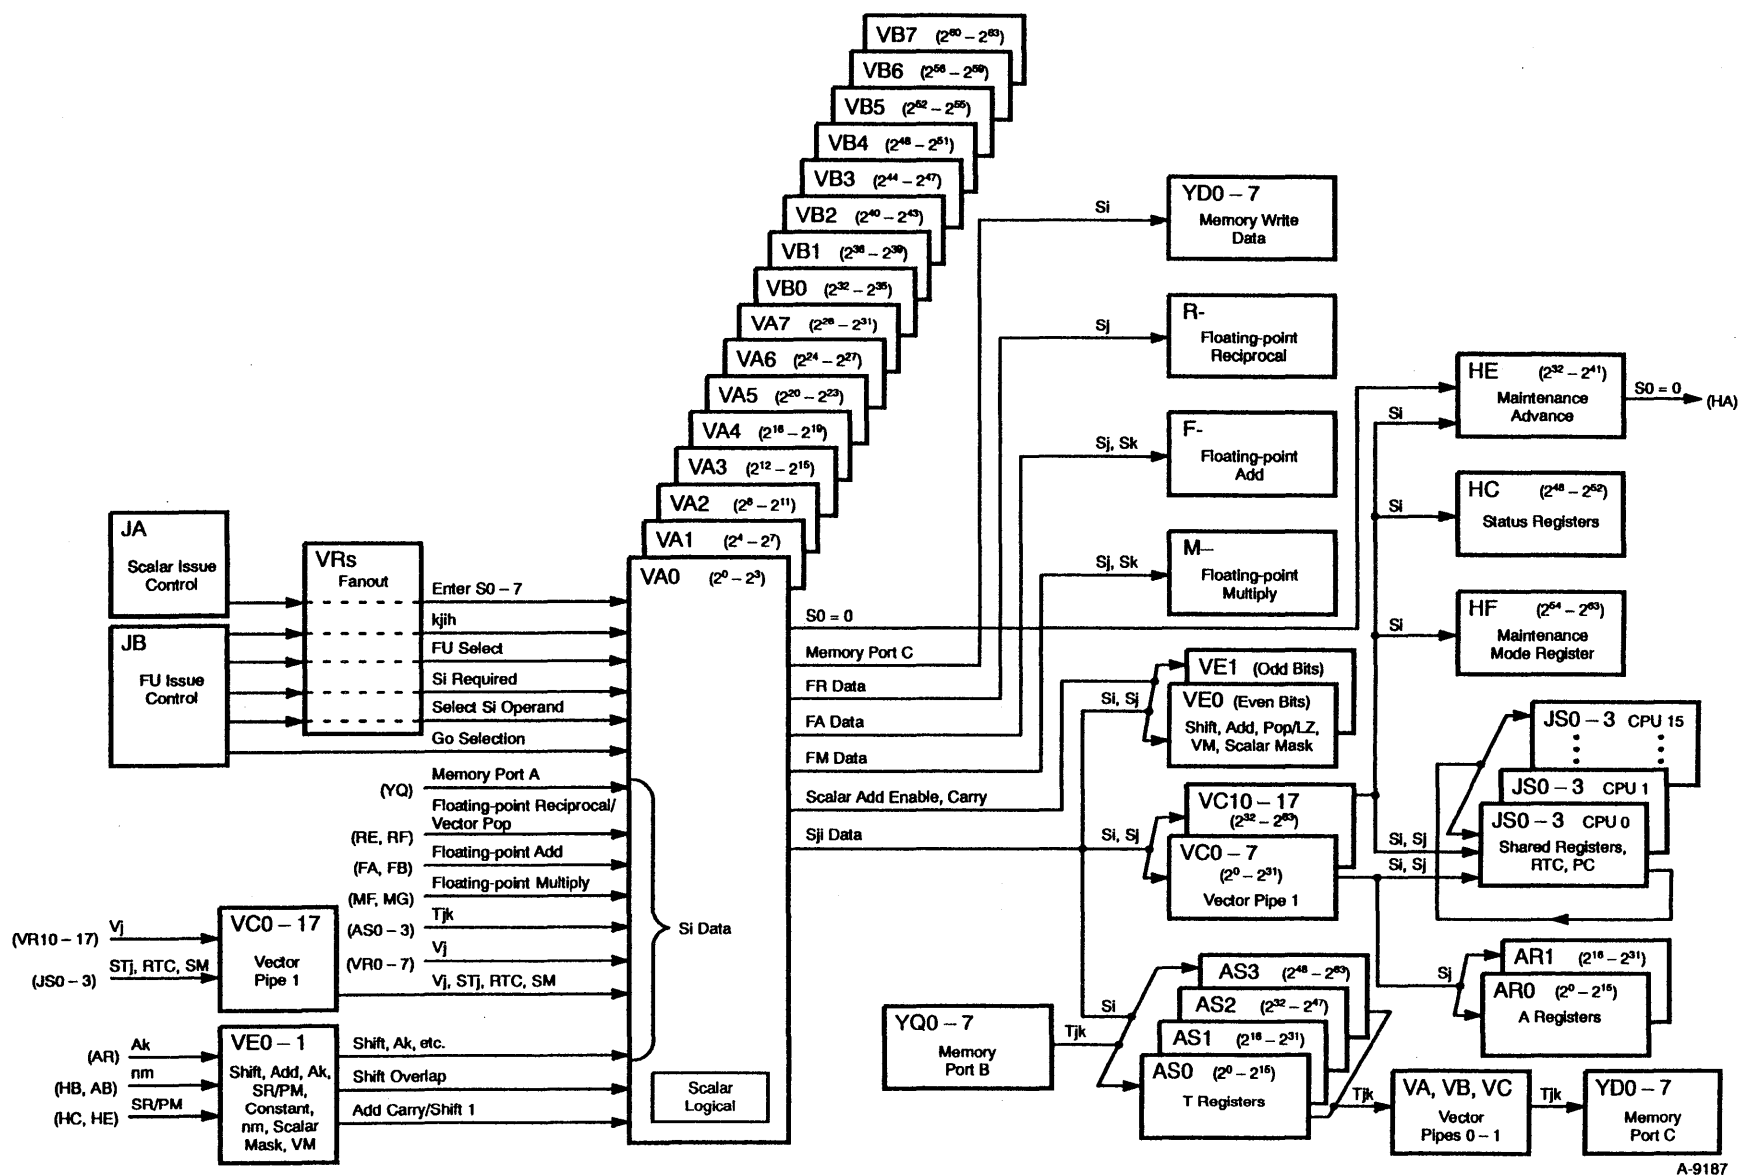 VB7 (2^60 – 2^63)
VB6 (2^56 – 2^59)
VB5 (2^52 – 2^55)
VB4 (2^48 – 2^51)
VB3 (2^44 – 2^47)
VB2 (2^40 – 2^43)
VB1 (2^36 – 2^39)
VB0 (2^32 – 2^35)
VA7 (2^28 – 2^31)
VA6 (2^24 – 2^27)
VA5 (2^20 – 2^23)
VA4 (2^16 – 2^19)
VA3 (2^12 – 2^15)
VA2 (2^8 – 2^11)
VA1 (2^4 – 2^7)
VA0 (2^0 – 2^3)
JA
Scalar Issue
Control
JB
FU Issue
Control
VRs
Fanout
Enter S0 – 7
kjih
FU Select
Si Required
Select Si Operand
Go Selection
Memory Port A
(YQ)
Floating-point Reciprocal/
Vector Pop
(RE, RF)
Floating-point Add
(FA, FB)
Floating-point Multiply
(MF, MG)
Tjk
(AS0 – 3)
Vj
(VR0 – 7)
Vj, STj, RTC, SM
Si Data
(VR10 – 17)
Vj
(JS0 – 3)
STj, RTC, SM
VC0 – 17
Vector
Pipe 1
(AR)
Ak
(HB, AB)
nm
(HC, HE)
SR/PM
VE0 – 1
Shift, Add, Ak,
SR/PM,
Constant,
nm, Scalar
Mask, VM
Shift, Ak, etc.
Shift Overlap
Add Carry/Shift 1
Scalar
Logical
S0 = 0
Memory Port C
FR Data
FA Data
FM Data
Scalar Add Enable, Carry
Sji Data
Si
YD0 – 7
Memory Write
Data
Sj
R-
Floating-point
Reciprocal
Sj, Sk
F-
Floating-point
Add
Sj, Sk
M–
Floating-point
Multiply
Si, Sj
VE1 (Odd Bits)
VE0 (Even Bits)
Shift, Add, Pop/LZ,
VM, Scalar Mask
Si, Sj
VC10 – 17
(2^32 – 2^63)
VC0 – 7
(2^0 – 2^31)
Vector Pipe 1
YQ0 – 7
Memory
Port B
Tjk
Si
AS3 (2^48 – 2^63)
AS2 (2^32 – 2^47)
AS1 (2^16 – 2^31)
AS0 (2^0 – 2^15)
T Registers
Tjk
VA, VB, VC
Vector
Pipes 0 – 1
Tjk
YD0 – 7
Memory
Port C
HE (2^32 – 2^41)
Maintenance
Advance
Si
S0 = 0
(HA)
Si
HC (2^48 – 2^52)
Status Registers
Si
HF (2^54 – 2^63)
Maintenance
Mode Register
JS0 – 3 CPU 15
JS0 – 3 CPU 1
JS0 – 3 CPU 0
Shared Registers,
RTC, PC
Si, Sj
Si, Sj
Sj
AR1 (2^16 – 2^31)
AR0 (2^0 – 2^15)
A Registers
A-9187